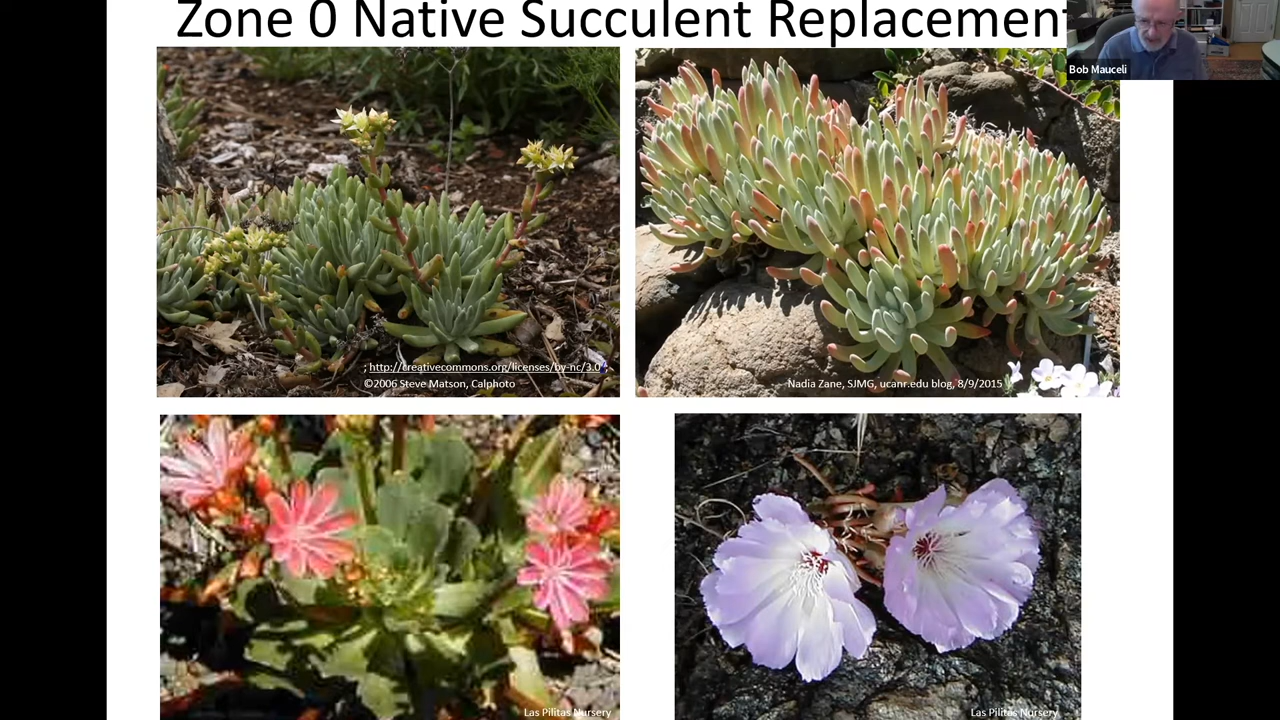 Zone 0 Native Succulent Replacement
Bob Mauceli
; http://creativecommons.org/licenses/by-nc/3.0 ;
©2006 Steve Matson, Calphoto
Nadia Zane, SJMG, ucanr.edu blog, 8/9/2015
Las Pilitas Nursery
Las Pilitas Nursery